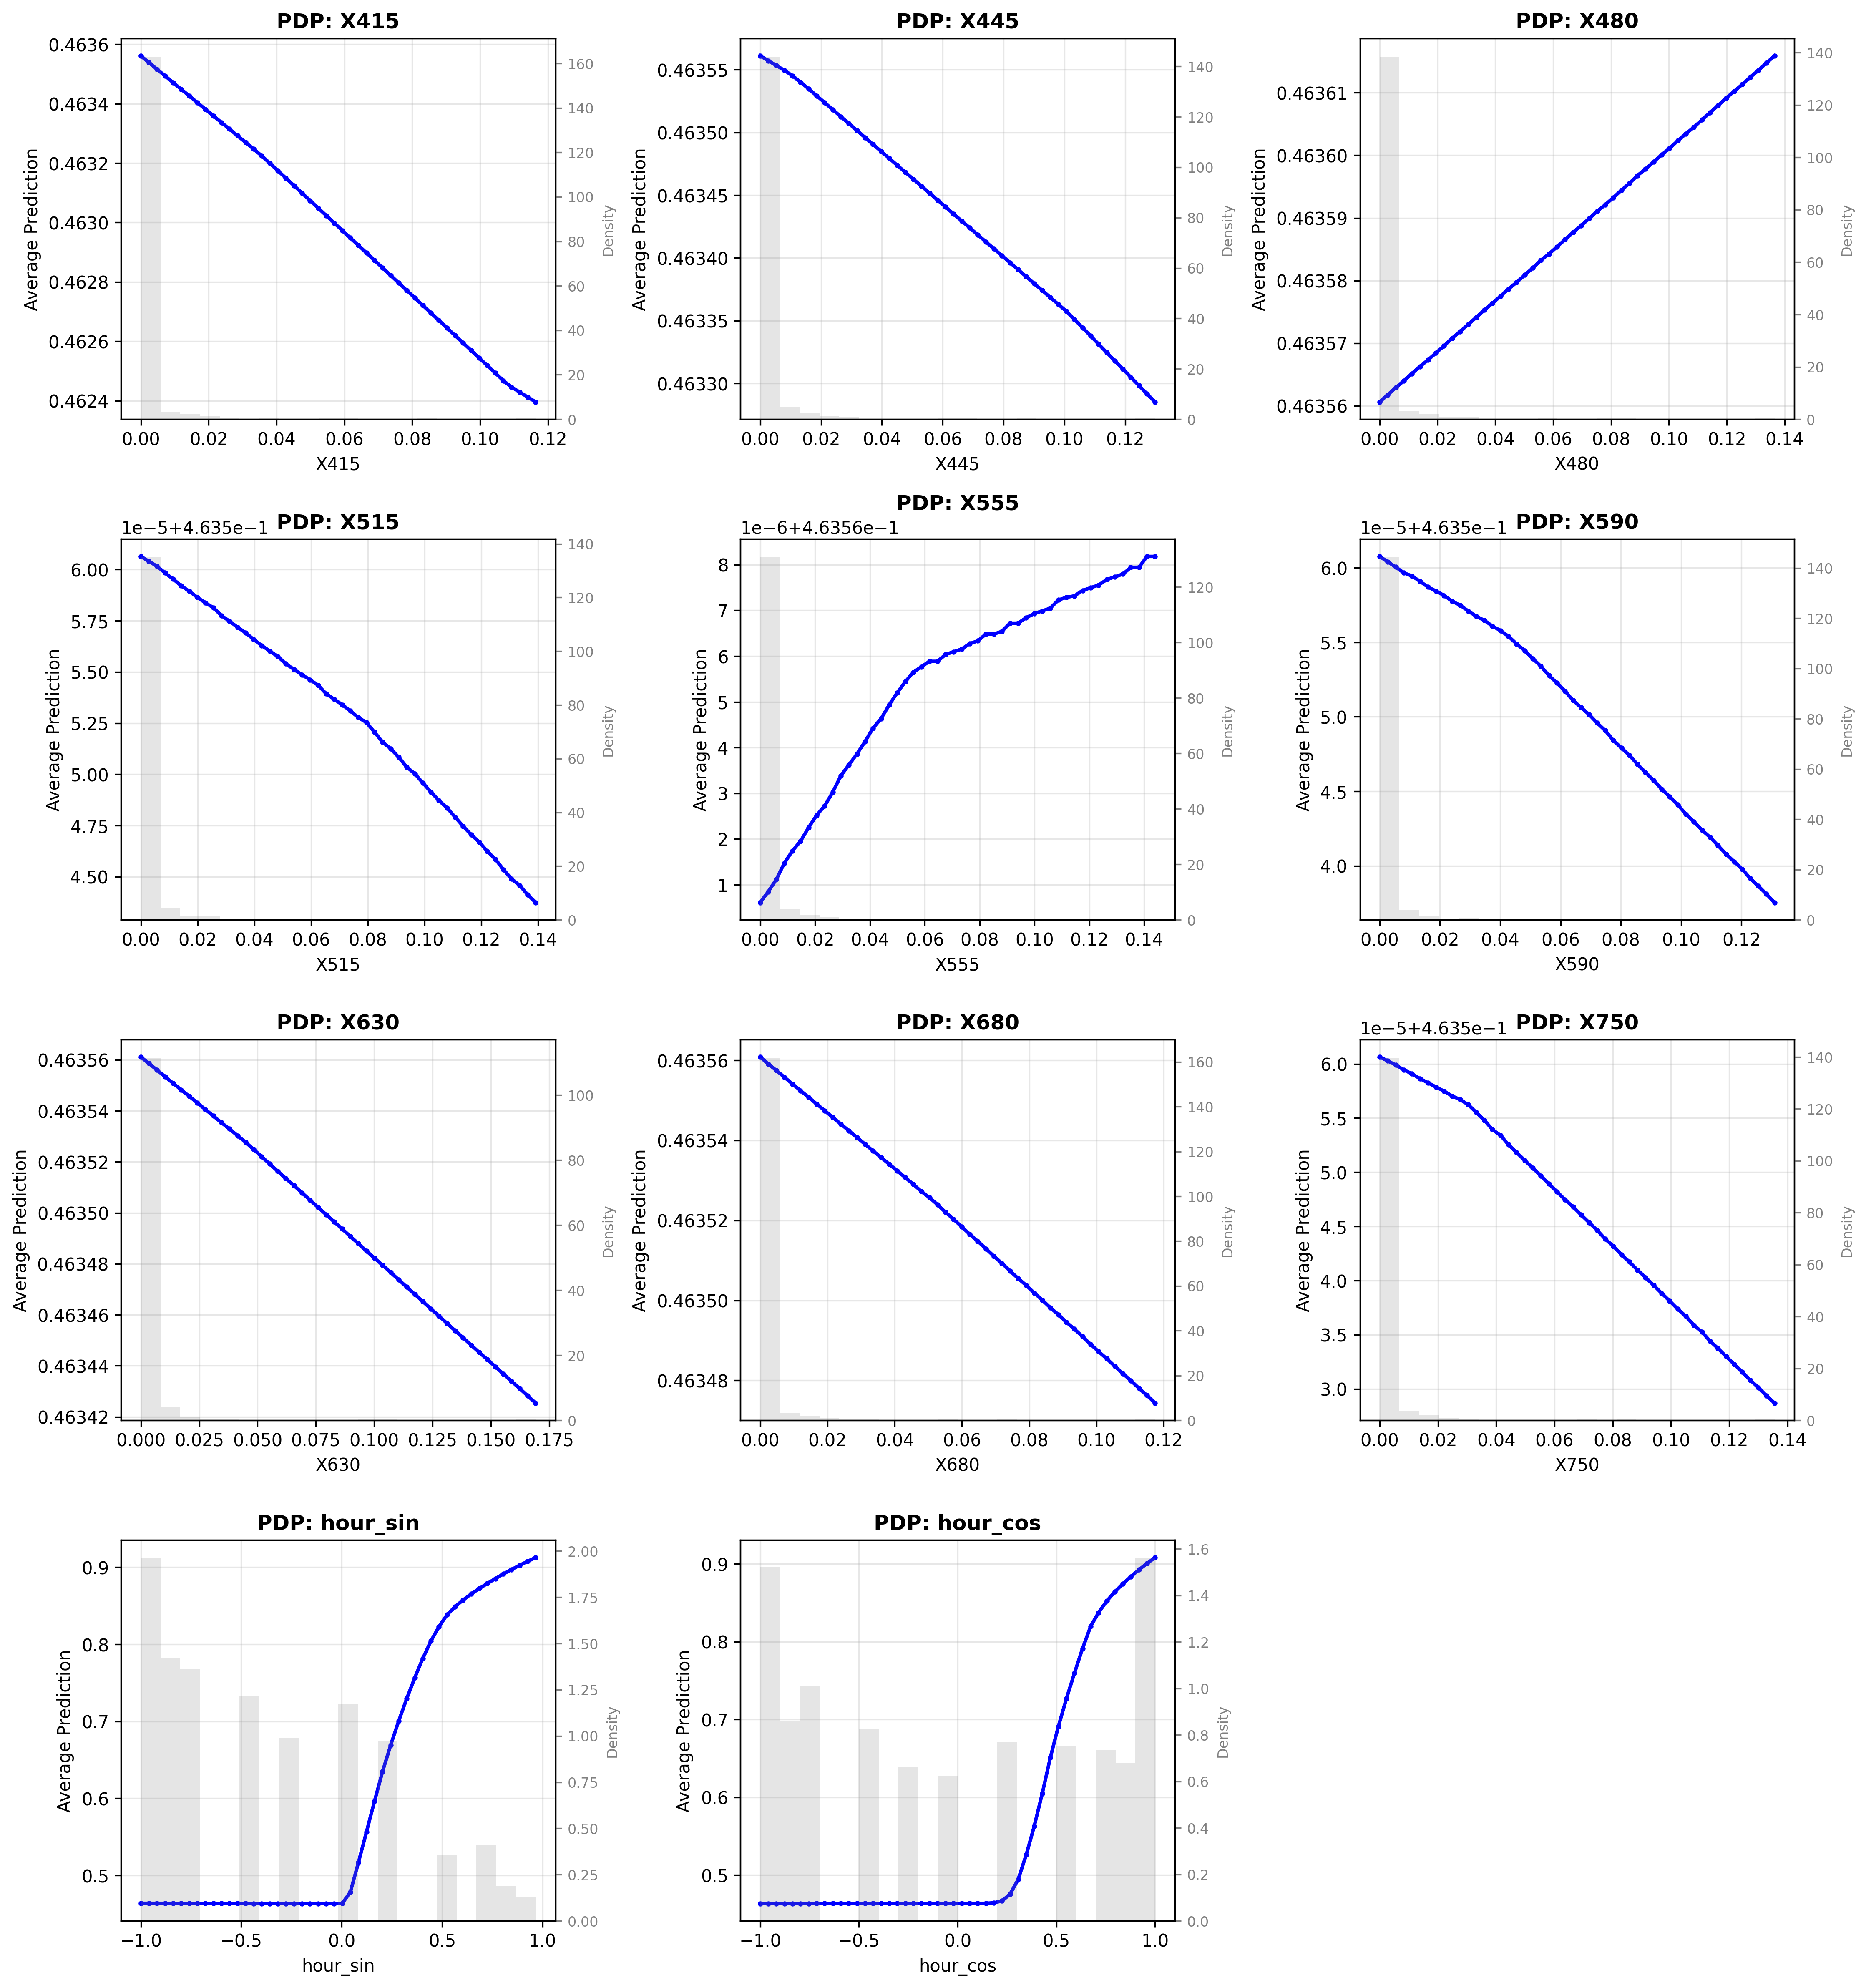 PDP: X415
0.4636
0.4634
0.4632
0.4630
0.4628
0.4626
0.4624
Average Prediction
160
140
120
100
80
60
40
20
0
Density
0.00 0.02 0.04 0.06 0.08 0.10 0.12
X415
PDP: X445
0.46355
0.46350
0.46345
0.46340
0.46335
0.46330
Average Prediction
140
120
100
80
60
40
20
0
Density
0.00 0.02 0.04 0.06 0.08 0.10 0.12
X445
PDP: X480
0.46361
0.46360
0.46359
0.46358
0.46357
0.46356
Average Prediction
140
120
100
80
60
40
20
0
Density
0.00 0.02 0.04 0.06 0.08 0.10 0.12 0.14
X480
1e−5+4.635e−1 PDP: X515
6.00
5.75
5.50
5.25
5.00
4.75
4.50
Average Prediction
140
120
100
80
60
40
20
0
Density
0.00 0.02 0.04 0.06 0.08 0.10 0.12 0.14
X515
PDP: X555
1e−6+4.6356e−1
8
7
6
5
4
3
2
1
Average Prediction
120
100
80
60
40
20
0
Density
0.00 0.02 0.04 0.06 0.08 0.10 0.12 0.14
X555
1e−5+4.635e−1 PDP: X590
6.0
5.5
5.0
4.5
4.0
Average Prediction
140
120
100
80
60
40
20
0
Density
0.00 0.02 0.04 0.06 0.08 0.10 0.12
X590
PDP: X630
0.46356
0.46354
0.46352
0.46350
0.46348
0.46346
0.46344
0.46342
Average Prediction
100
80
60
40
20
0
Density
0.000 0.025 0.050 0.075 0.100 0.125 0.150 0.175
X630
PDP: X680
0.46356
0.46354
0.46352
0.46350
0.46348
Average Prediction
160
140
120
100
80
60
40
20
0
Density
0.00 0.02 0.04 0.06 0.08 0.10 0.12
X680
1e−5+4.635e−1 PDP: X750
6.0
5.5
5.0
4.5
4.0
3.5
3.0
Average Prediction
140
120
100
80
60
40
20
0
Density
0.00 0.02 0.04 0.06 0.08 0.10 0.12 0.14
X750
PDP: hour_sin
0.9
0.8
0.7
0.6
0.5
Average Prediction
2.00
1.75
1.50
1.25
1.00
0.75
0.50
0.25
0.00
Density
−1.0 −0.5 0.0 0.5 1.0
hour_sin
PDP: hour_cos
0.9
0.8
0.7
0.6
0.5
Average Prediction
1.6
1.4
1.2
1.0
0.8
0.6
0.4
0.2
0.0
Density
−1.0 −0.5 0.0 0.5 1.0
hour_cos